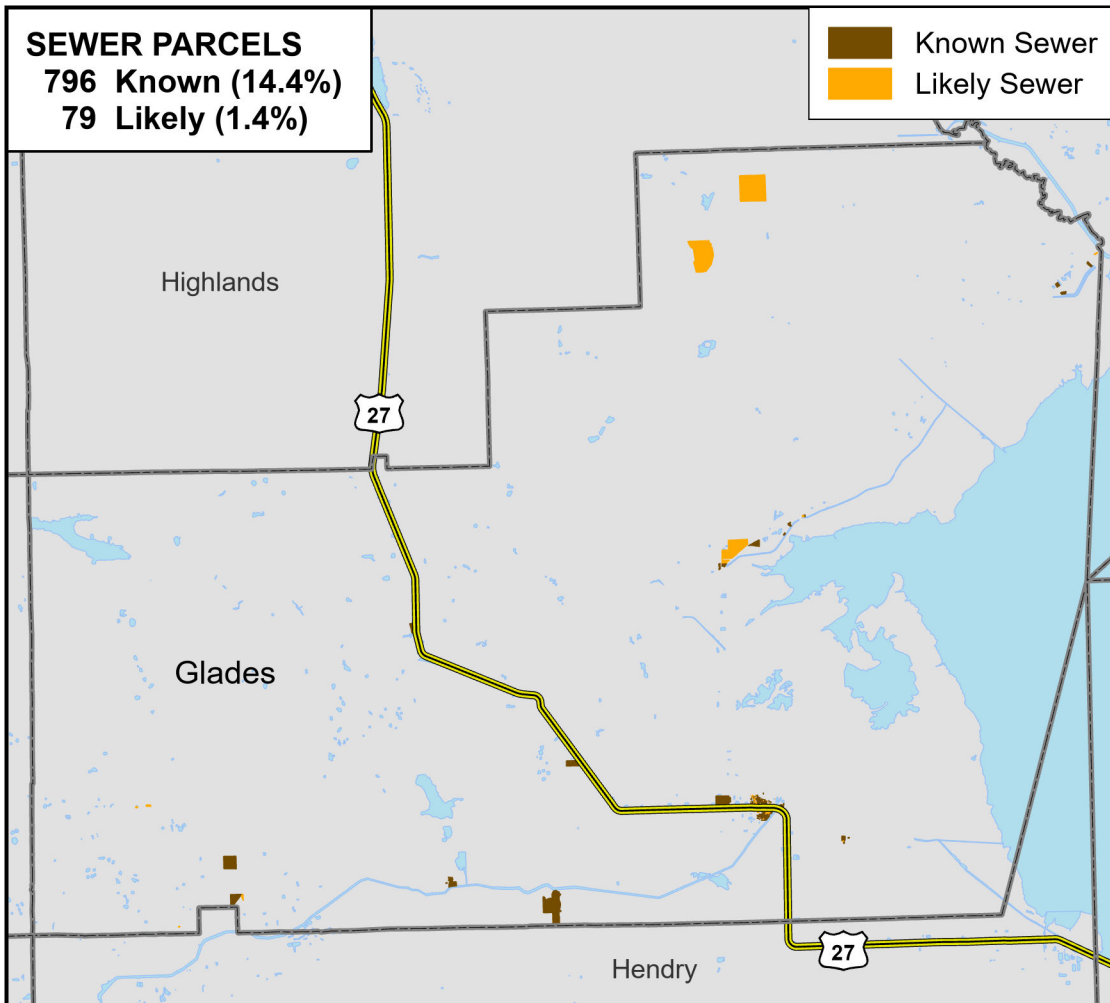 SEWER PARCELS
796 Known (14.4%)
79 Likely (1.4%)
Known Sewer
Likely Sewer
Highlands
27
Glades
27
Hendry